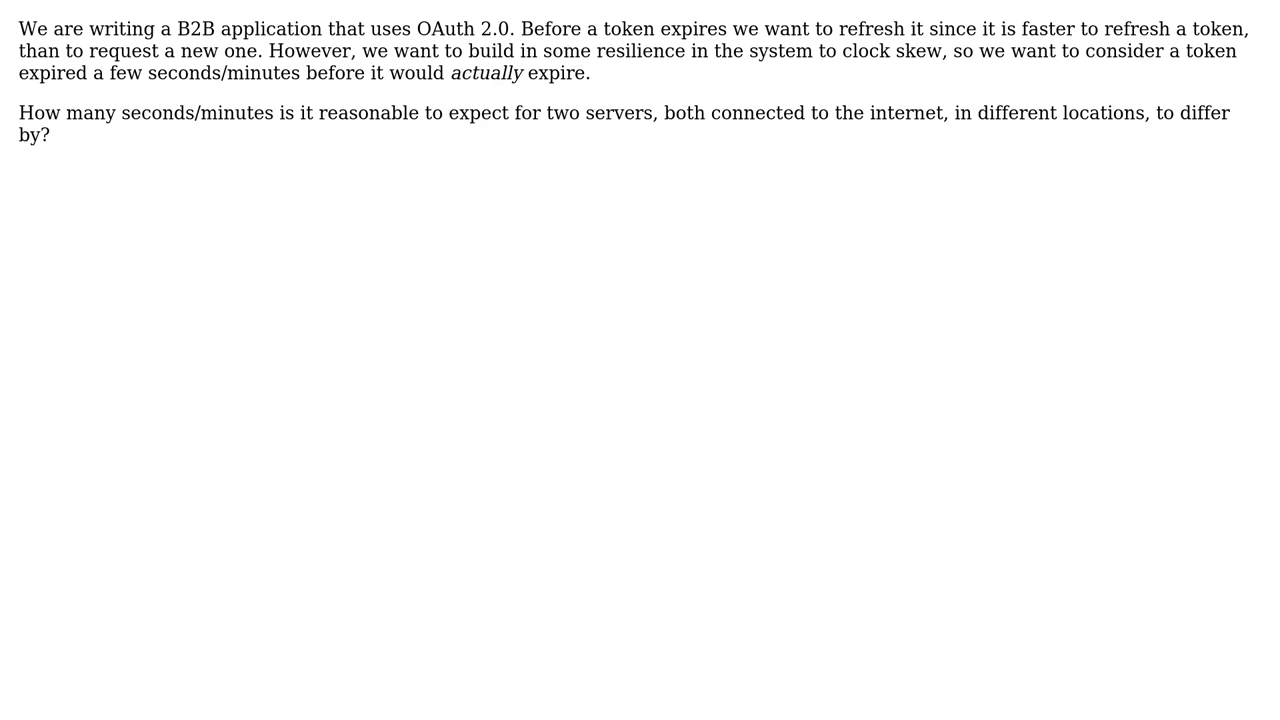 We are writing a B2B application that uses OAuth 2.0. Before a token expires we want to refresh it since it is faster to refresh a token,
than to request a new one. However, we want to build in some resilience in the system to clock skew, so we want to consider a token
expired a few seconds/minutes before it would actually expire.
How many seconds/minutes is it reasonable to expect for two servers, both connected to the internet, in different locations, to differ
by?